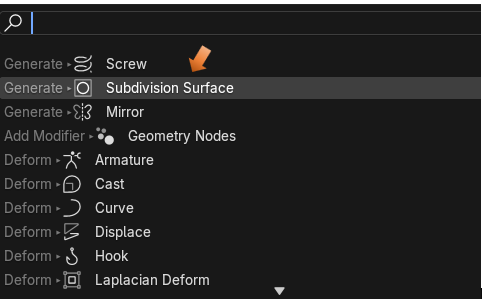 Generate ▸ Screw
Generate ▸ Subdivision Surface
Generate ▸ Mirror
Add Modifier ▸ Geometry Nodes
Deform ▸ Armature
Deform ▸ Cast
Deform ▸ Curve
Deform ▸ Displace
Deform ▸ Hook
Deform ▸ Laplacian Deform